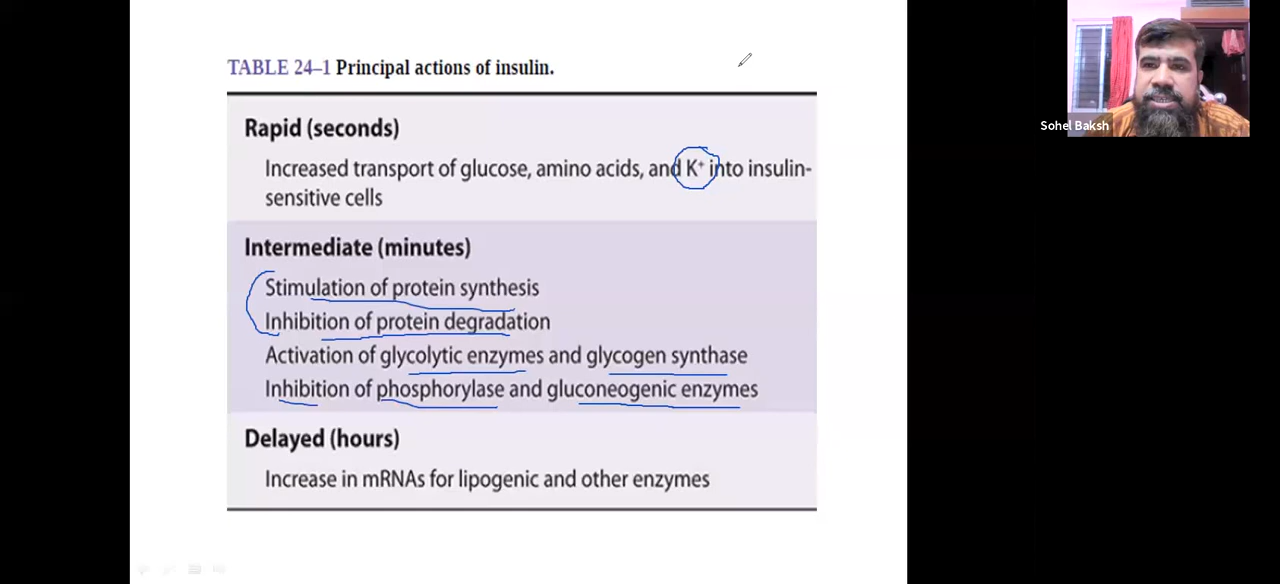 TABLE 24–1 Principal actions of insulin.
Rapid (seconds)
Increased transport of glucose, amino acids, and K⁺ into insulin-
sensitive cells
Intermediate (minutes)
Stimulation of protein synthesis
Inhibition of protein degradation
Activation of glycolytic enzymes and glycogen synthase
Inhibition of phosphorylase and gluconeogenic enzymes
Delayed (hours)
Increase in mRNAs for lipogenic and other enzymes
Sohel Baksh